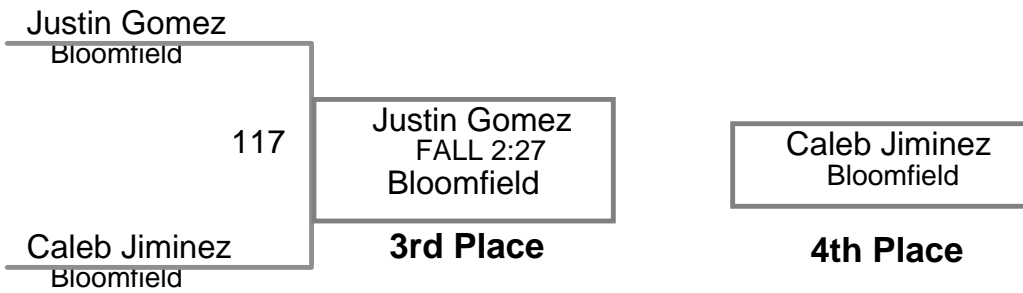 Justin Gomez
Bloomfield
117
Justin Gomez
FALL 2:27
Bloomfield
3rd Place
Caleb Jiminez
Bloomfield
Caleb Jiminez
Bloomfield
4th Place